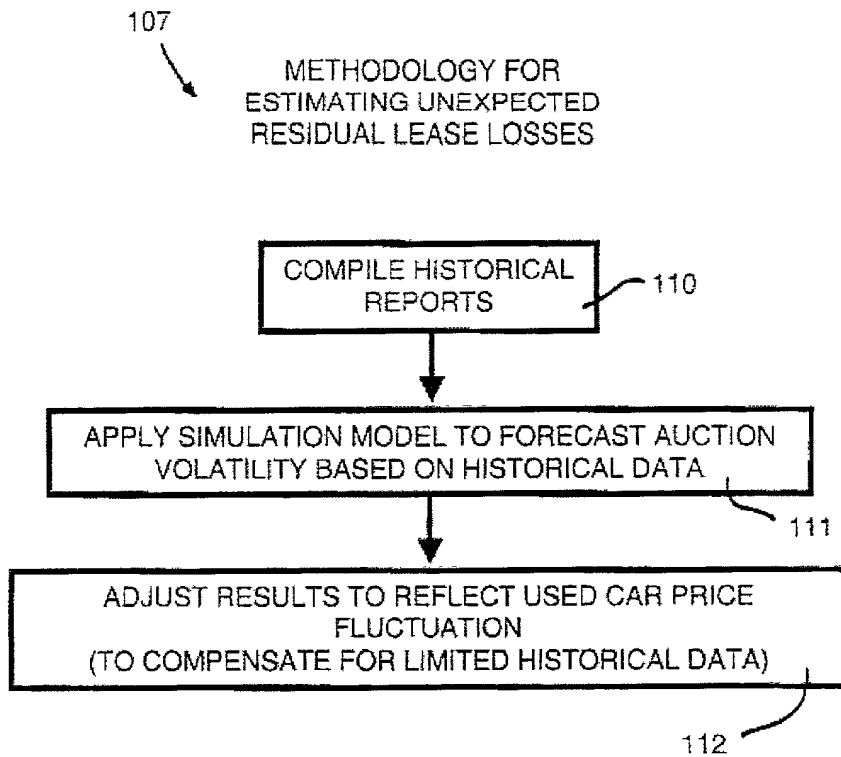 107
METHODOLOGY FOR
ESTIMATING UNEXPECTED
RESIDUAL LEASE LOSSES
COMPILE HISTORICAL
REPORTS
110
APPLY SIMULATION MODEL TO FORECAST AUCTION
VOLATILITY BASED ON HISTORICAL DATA
111
ADJUST RESULTS TO REFLECT USED CAR PRICE
FLUCTUATION
(TO COMPENSATE FOR LIMITED HISTORICAL DATA)
112